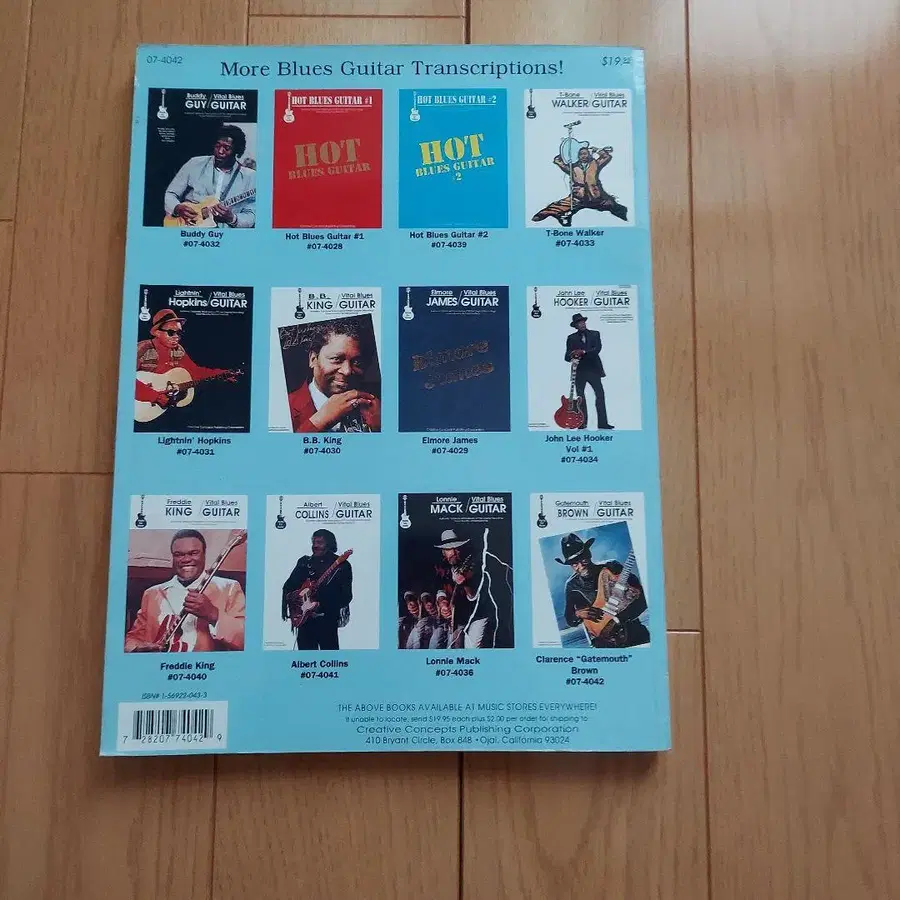 07-4042
More Blues Guitar Transcriptions!
$19.95
Buddy / Vital Blues
GUY/GUITAR
HOT BLUES GUITAR #1
HOT
BLUES GUITAR
HOT BLUES GUITAR #2
HOT
BLUES GUITAR
#2
T-Bone / Vital Blues
WALKER/GUITAR
Buddy Guy
#07-4032
Hot Blues Guitar #1
#07-4028
Hot Blues Guitar #2
#07-4039
T-Bone Walker
#07-4033
Lightnin' / Vital Blues
Hopkins/GUITAR
B.B. / Vital Blues
KING/GUITAR
Elmore / Vital Blues
JAMES/GUITAR
Elmore
James
John Lee / Vital Blues
HOOKER/GUITAR
Lightnin' Hopkins
#07-4031
B.B. King
#07-4030
Elmore James
#07-4029
John Lee Hooker
Vol #1
#07-4034
Freddie / Vital Blues
KING /GUITAR
Albert / Vital Blues
COLLINS/GUITAR
Lonnie / Vital Blues
MACK/GUITAR
Gatemouth / Vital Blues
BROWN /GUITAR
Freddie King
#07-4040
Albert Collins
#07-4041
Lonnie Mack
#07-4036
Clarence "Gatemouth"
Brown
#07-4042
ISBN# 1-56922-043-3
7 28207 74042 9
THE ABOVE BOOKS AVAILABLE AT MUSIC STORES EVERYWHERE!
If unable to locate, send $19.95 each plus $2.00 per order for shipping to
Creative Concepts Publishing Corporation
410 Bryant Circle, Box 848 • Ojai, California 93024